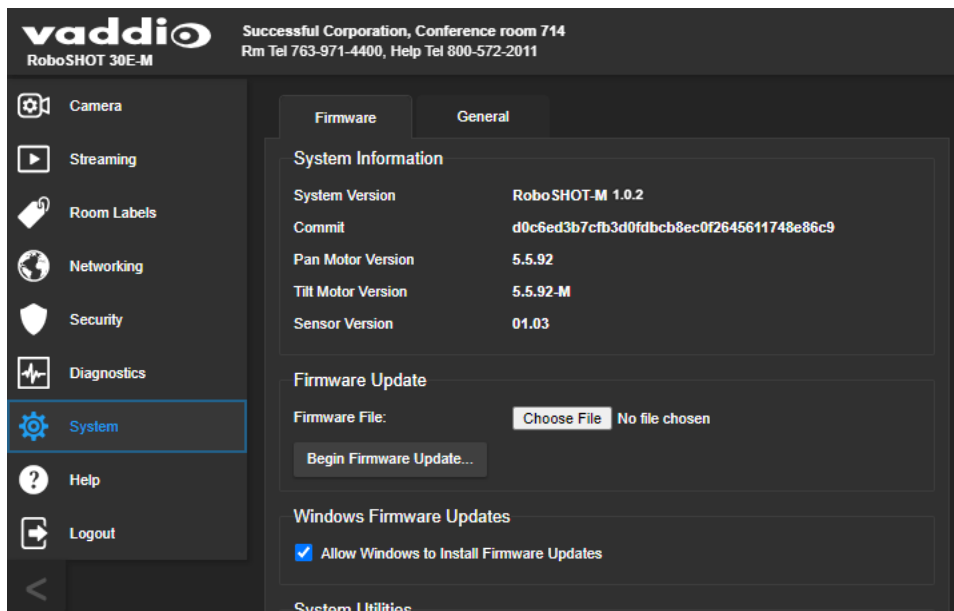 vaddio
RoboSHOT 30E-M
Successful Corporation, Conference room 714
Rm Tel 763-971-4400, Help Tel 800-572-2011
Camera
Streaming
Room Labels
Networking
Security
Diagnostics
System
Help
Logout
Firmware
General
System Information
System Version RoboSHOT-M 1.0.2
Commit d0c6ed3b7cfb3d0fdbcb8ec0f2645611748e86c9
Pan Motor Version 5.5.92
Tilt Motor Version 5.5.92-M
Sensor Version 01.03
Firmware Update
Firmware File: Choose File No file chosen
Begin Firmware Update...
Windows Firmware Updates
Allow Windows to Install Firmware Updates
System Utilities